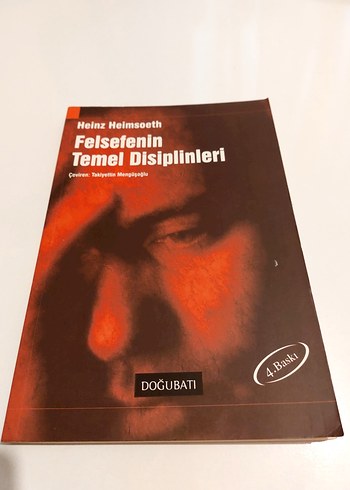 Heinz Heimsoeth
Felsefenin
Temel Disiplinleri
Çeviren: Takiyettin Mengüşoğlu
4. Baskı
DOĞUBATI